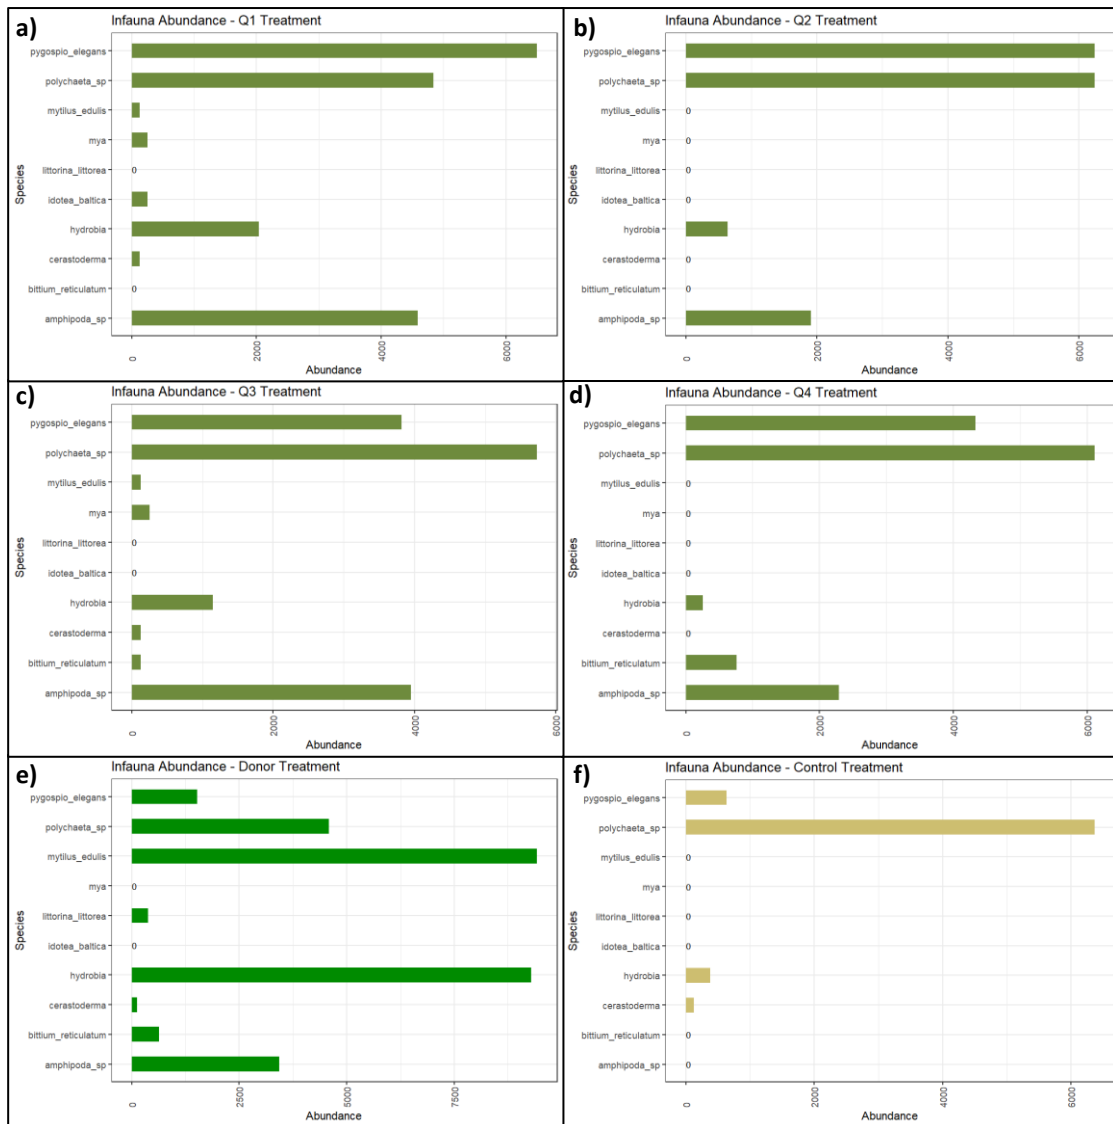 a)
Infauna Abundance - Q1 Treatment
Species
pygospio_elegans
polychaeta_sp
mytilus_edulis
mya
littorina_littorea
0
idotea_baltica
hydrobia
cerastoderma
bittium_reticulatum
0
amphipoda_sp
0
2000
4000
6000
Abundance
b)
Infauna Abundance - Q2 Treatment
Species
pygospio_elegans
polychaeta_sp
mytilus_edulis
0
mya
0
littorina_littorea
0
idotea_baltica
0
hydrobia
cerastoderma
0
bittium_reticulatum
0
amphipoda_sp
0
2000
4000
6000
Abundance
c)
Infauna Abundance - Q3 Treatment
Species
pygospio_elegans
polychaeta_sp
mytilus_edulis
mya
littorina_littorea
0
idotea_baltica
0
hydrobia
cerastoderma
bittium_reticulatum
amphipoda_sp
0
2000
4000
6000
Abundance
d)
Infauna Abundance - Q4 Treatment
Species
pygospio_elegans
polychaeta_sp
mytilus_edulis
0
mya
0
littorina_littorea
0
idotea_baltica
0
hydrobia
cerastoderma
0
bittium_reticulatum
amphipoda_sp
0
2000
4000
6000
Abundance
e)
Infauna Abundance - Donor Treatment
Species
pygospio_elegans
polychaeta_sp
mytilus_edulis
mya
0
littorina_littorea
idotea_baltica
0
hydrobia
cerastoderma
bittium_reticulatum
amphipoda_sp
0
2500
5000
7500
Abundance
f)
Infauna Abundance - Control Treatment
Species
pygospio_elegans
polychaeta_sp
mytilus_edulis
0
mya
0
littorina_littorea
0
idotea_baltica
0
hydrobia
cerastoderma
bittium_reticulatum
0
amphipoda_sp
0
0
2000
4000
6000
Abundance